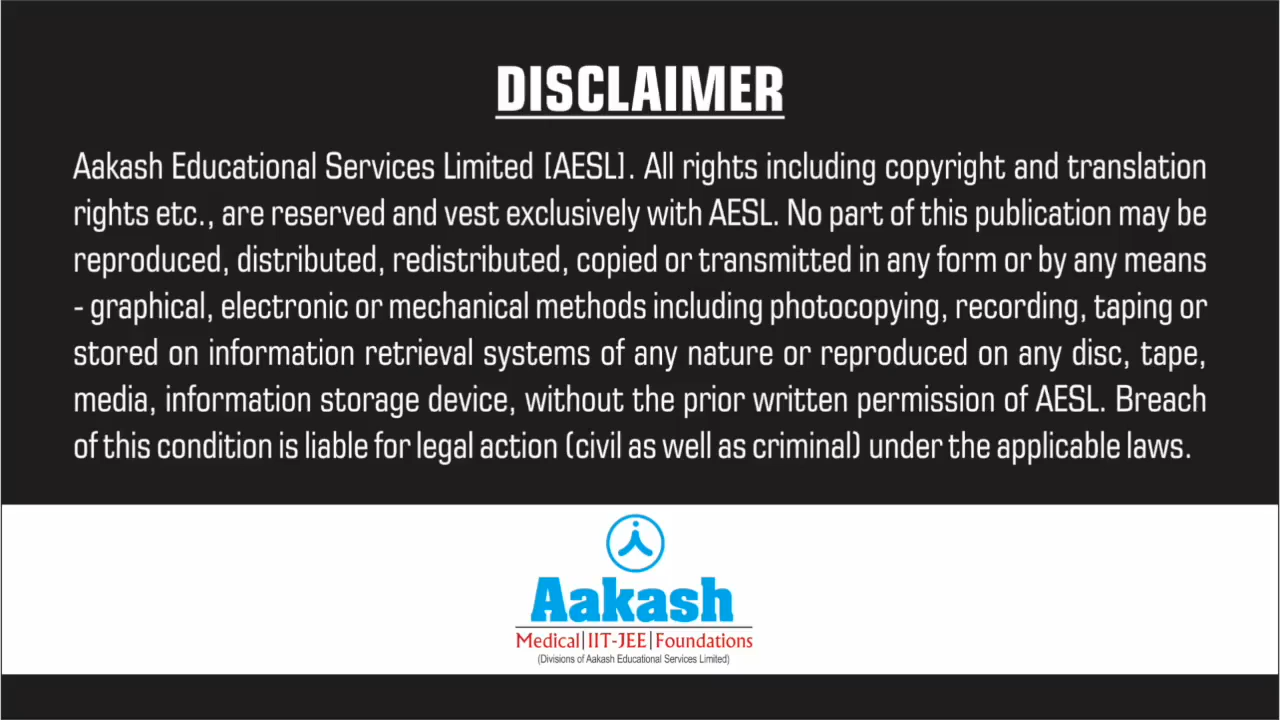 DISCLAIMER
Aakash Educational Services Limited [AESL]. All rights including copyright and translation
rights etc., are reserved and vest exclusively with AESL. No part of this publication may be
reproduced, distributed, redistributed, copied or transmitted in any form or by any means
- graphical, electronic or mechanical methods including photocopying, recording, taping or
stored on information retrieval systems of any nature or reproduced on any disc, tape,
media, information storage device, without the prior written permission of AESL. Breach
of this condition is liable for legal action (civil as well as criminal) under the applicable laws.
Aakash
Medical|IIT-JEE|Foundations
(Divisions of Aakash Educational Services Limited)